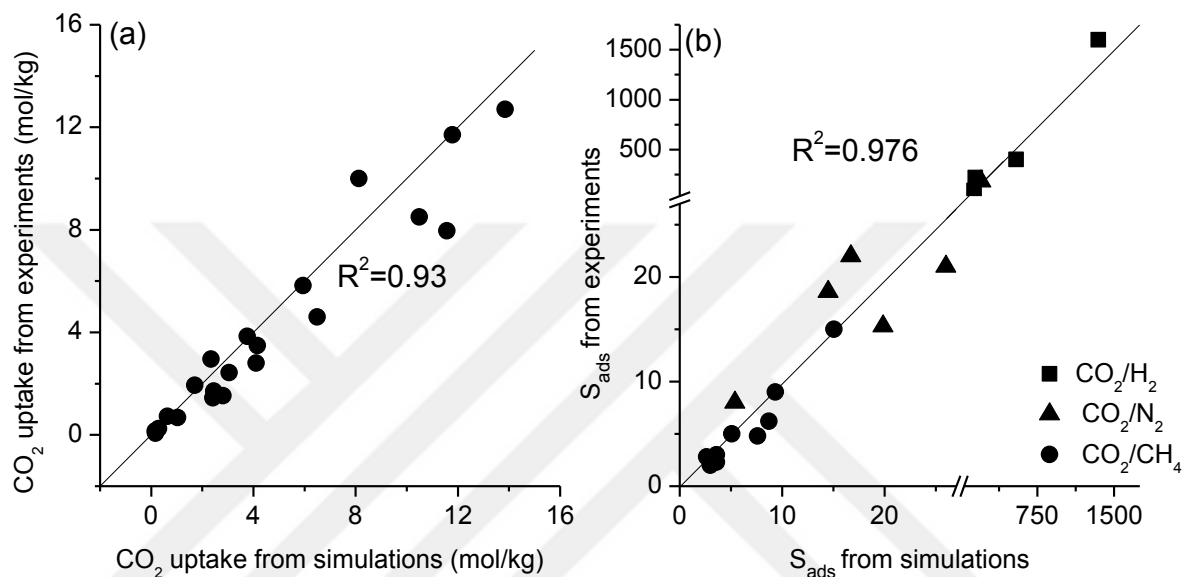 (a)
16
12
8
4
0
CO₂ uptake from experiments (mol/kg)
R²=0.93
0 4 8 12 16
CO₂ uptake from simulations (mol/kg)
(b)
1500
1000
500
20
10
0
S_ads from experiments
R²=0.976
CO₂/H₂
CO₂/N₂
CO₂/CH₄
0 10 20 750 1500
S_ads from simulations